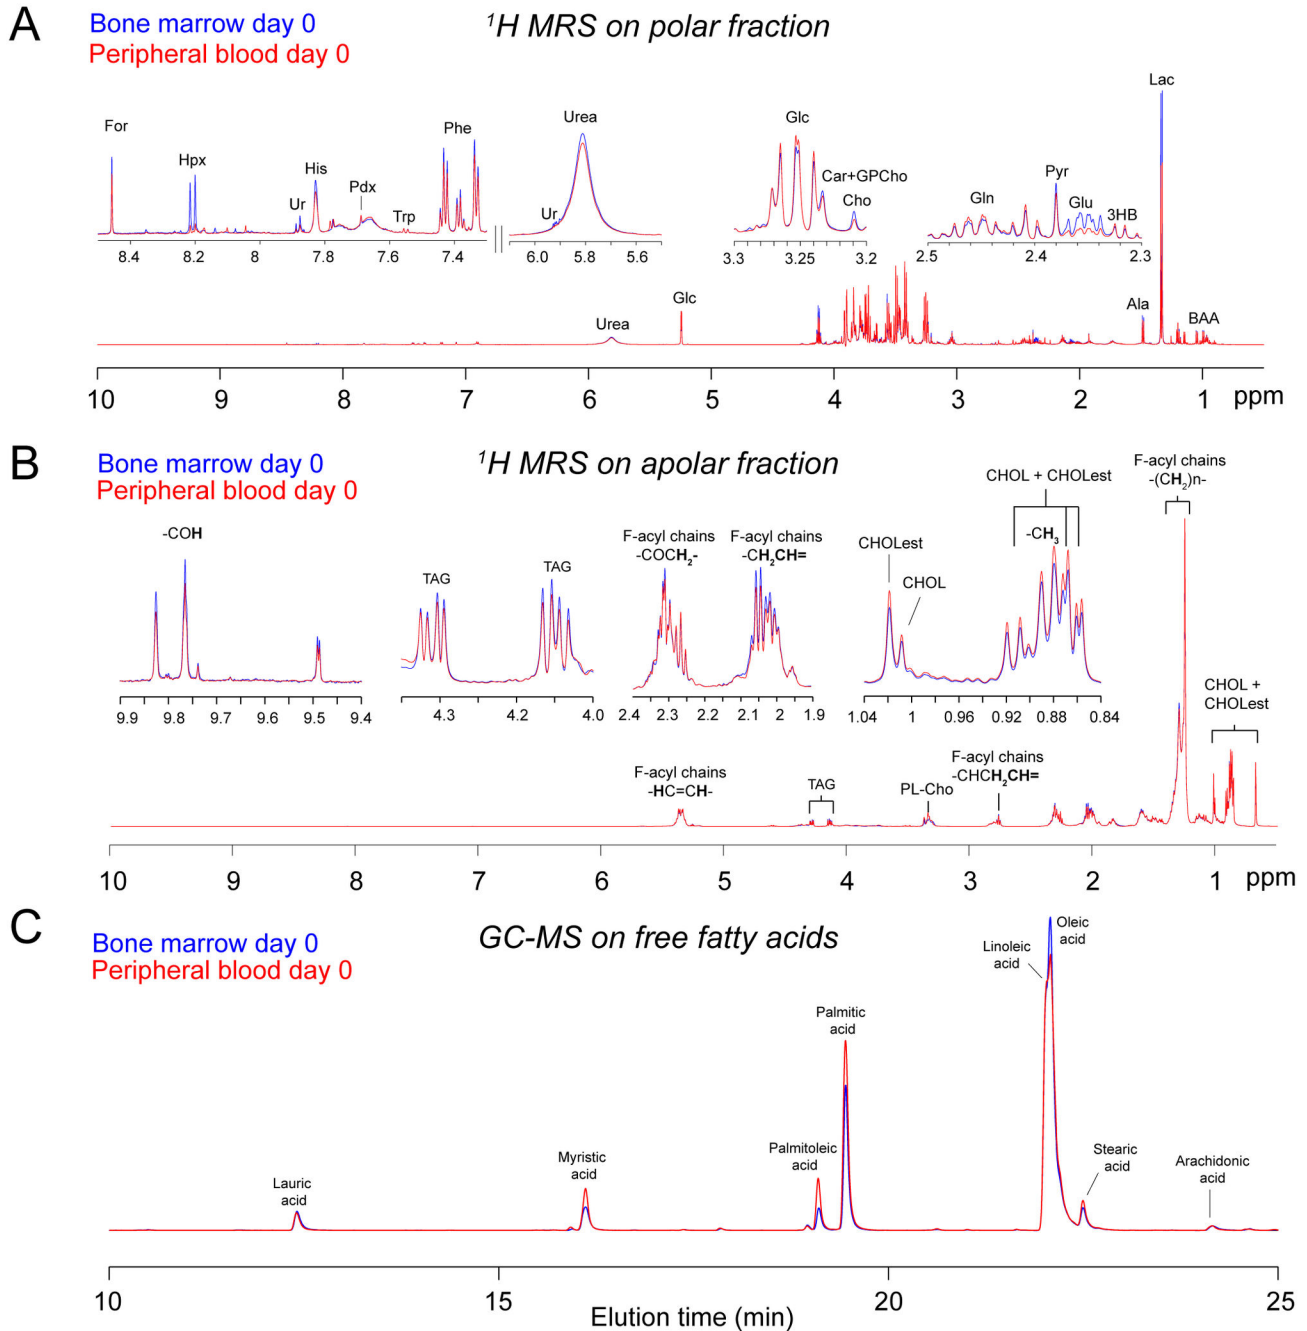 A
Bone marrow day 0
Peripheral blood day 0
¹H MRS on polar fraction
For
Hpx
Ur
His
Pdx
Trp
Phe
8.4 8.2 8 7.8 7.6 7.4
Urea
Ur
6.0 5.8 5.6
Glc
Car+GPCho
Cho
3.3 3.25 3.2
Gln
Pyr
Glu
3HB
2.5 2.4 2.3
Lac
Urea
Glc
Ala
BAA
10 9 8 7 6 5 4 3 2 1 ppm
B
Bone marrow day 0
Peripheral blood day 0
¹H MRS on apolar fraction
-COH
9.9 9.8 9.7 9.6 9.5 9.4
TAG
TAG
4.3 4.2 4.0
F-acyl chains
-COCH₂-
F-acyl chains
-CH₂CH=
2.4 2.3 2.2 2.1 2 1.9
CHOLest
CHOL
CHOL + CHOLest
-CH₃
1.04 1 0.96 0.92 0.88 0.84
F-acyl chains
-(CH₂)n-
CHOL +
CHOLest
F-acyl chains
-HC=CH-
TAG
PL-Cho
F-acyl chains
-CHCH₂CH=
10 9 8 7 6 5 4 3 2 1 ppm
C
Bone marrow day 0
Peripheral blood day 0
GC-MS on free fatty acids
Lauric
acid
Myristic
acid
Palmitoleic
acid
Palmitic
acid
Linoleic
acid
Oleic
acid
Stearic
acid
Arachidonic
acid
10 15 20 25
Elution time (min)